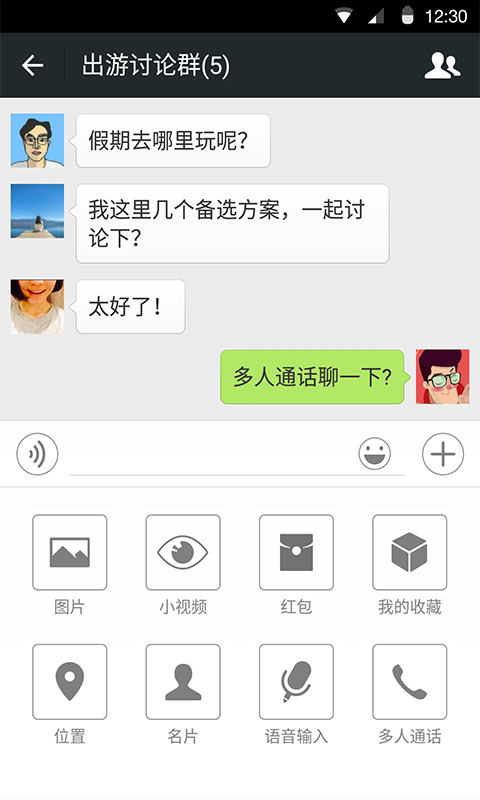 12:30
出游讨论群(5)
假期去哪里玩呢?
我这里几个备选方案，一起讨
论下?
太好了!
多人通话聊一下?
图片
小视频
红包
我的收藏
位置
名片
语音输入
多人通话